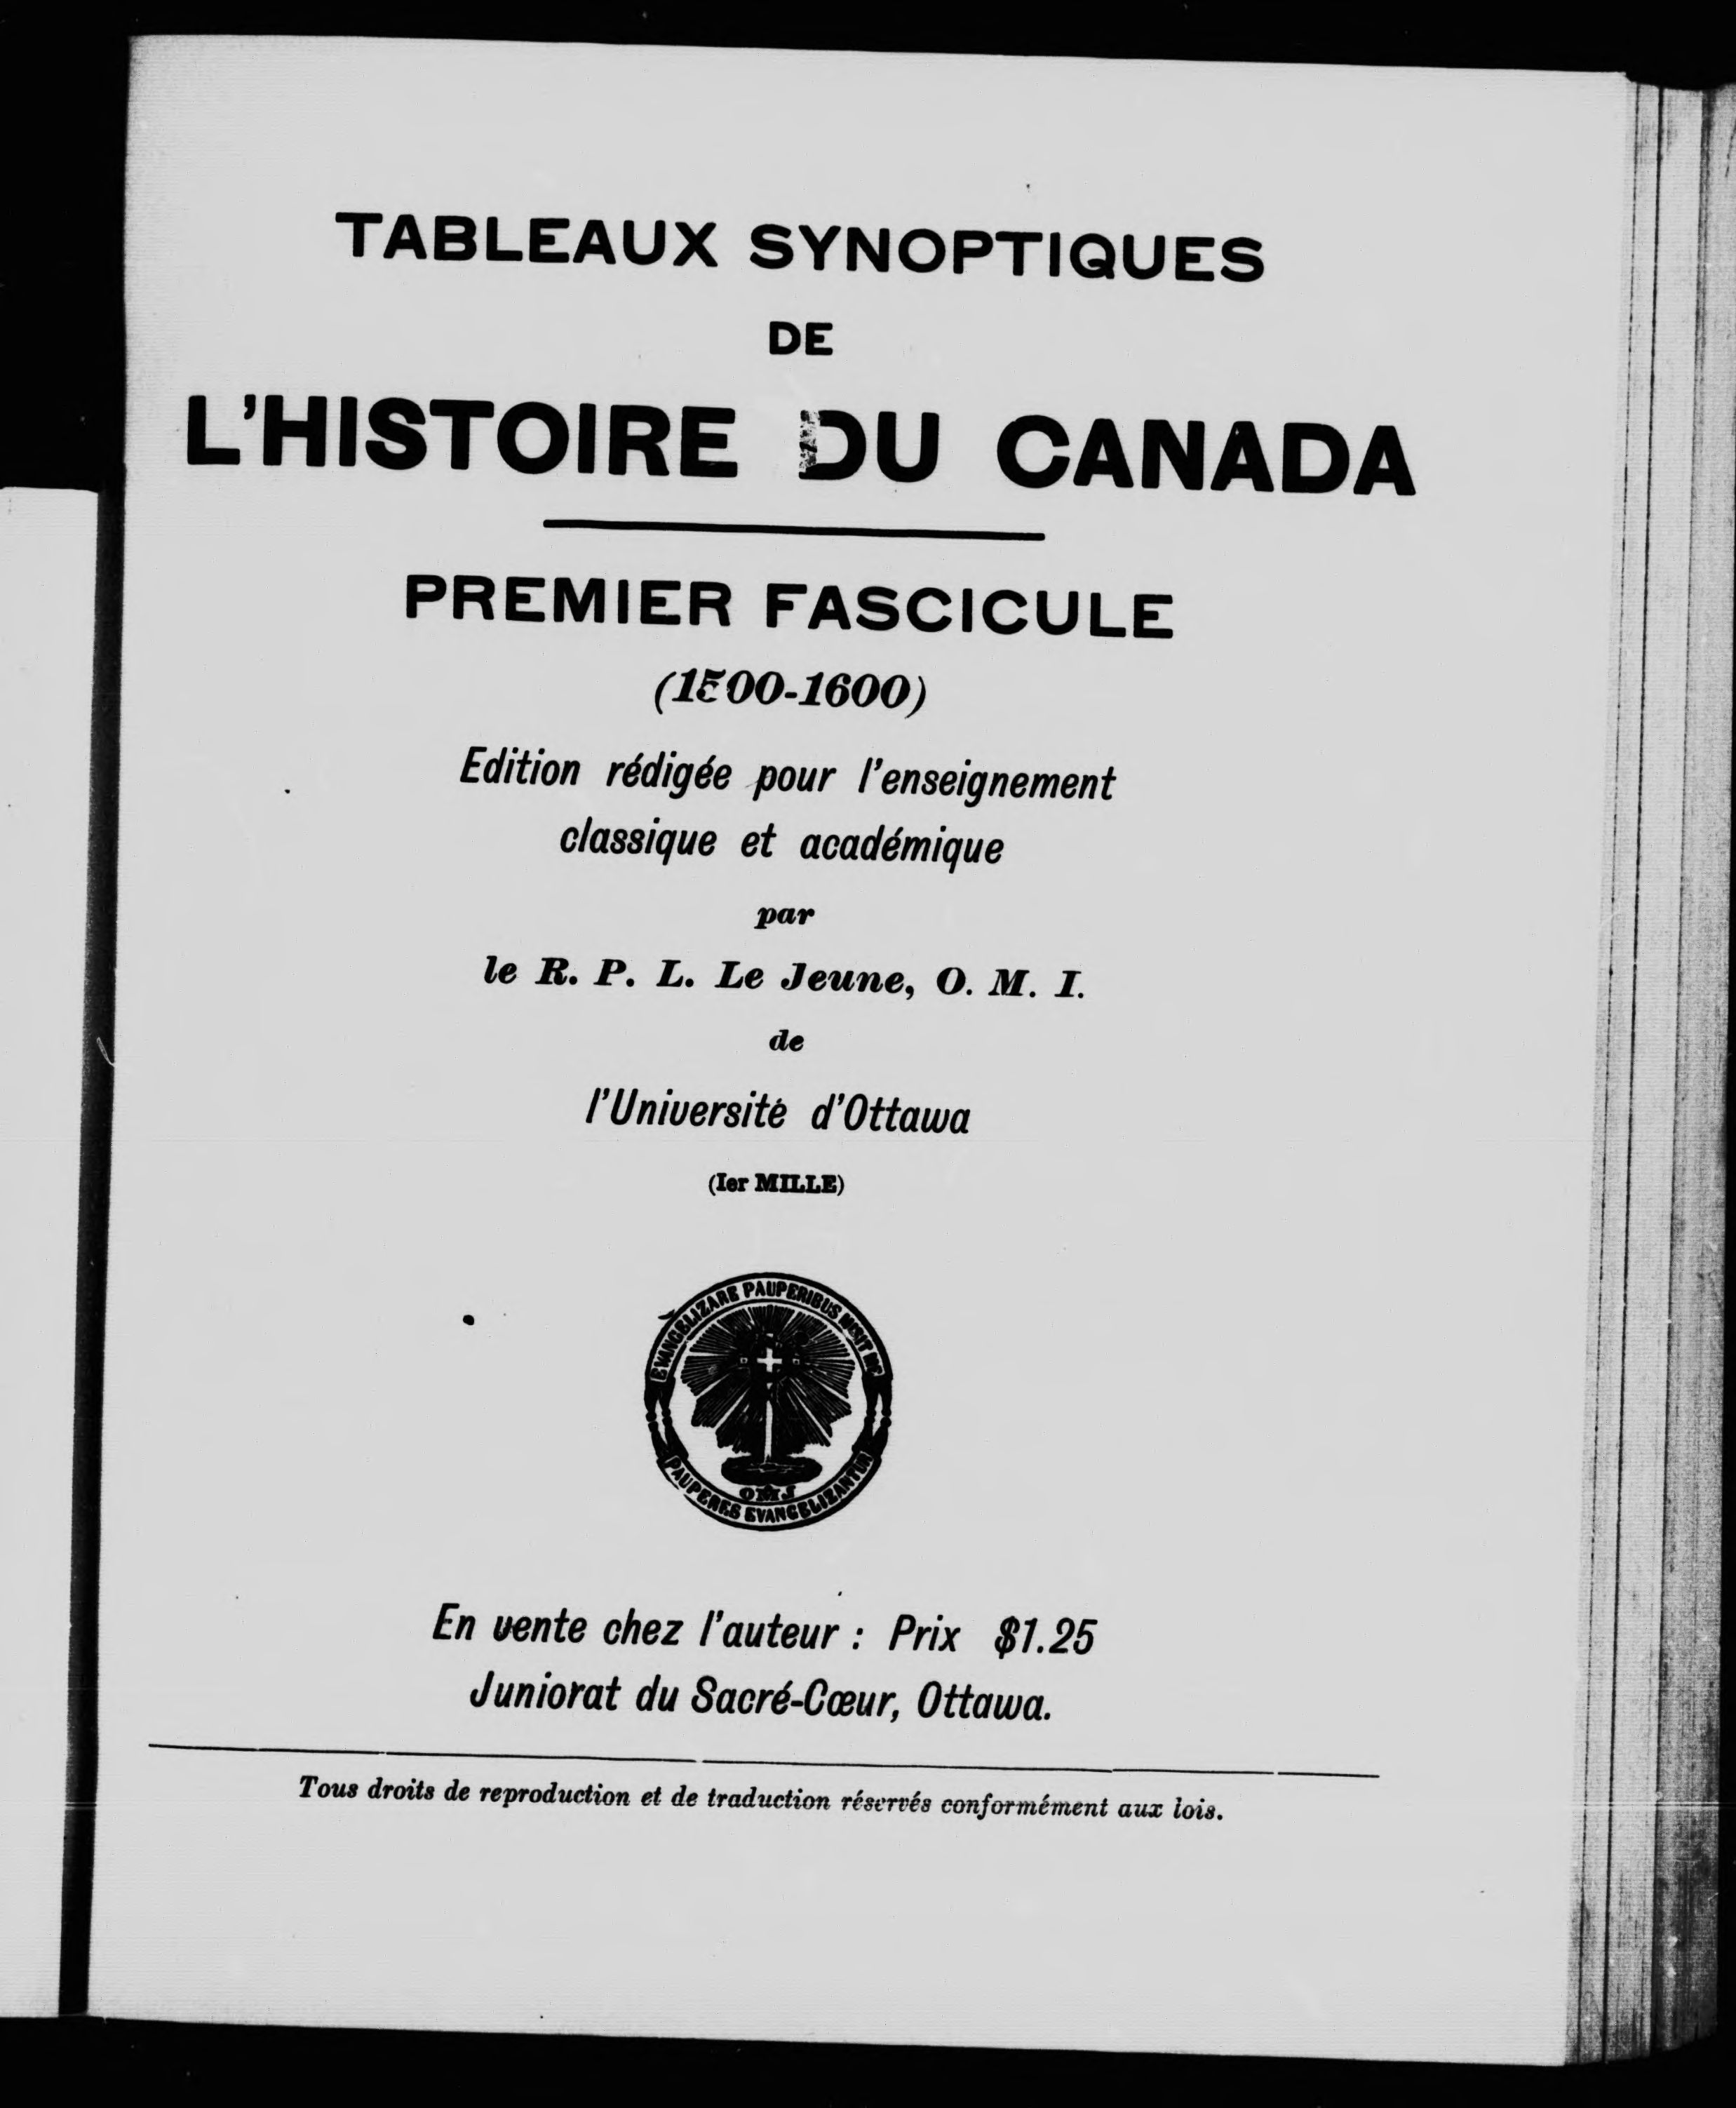 TABLEAUX SYNOPTIQUES
DE
L'HISTOIRE DU CANADA
PREMIER FASCICULE
(1500-1600)
Edition rédigée pour l'enseignement
classique et académique
par
le R. P. L. Le Jeune, O. M. I.
de
l'Université d'Ottawa
(Ier MILLE)
EVANGELIZARE PAUPERIBUS MISIT ME
OMJ
PAUPERES EVANGELIZANTUR
En vente chez l'auteur : Prix $1.25
Juniorat du Sacré-Cœur, Ottawa.
Tous droits de reproduction et de traduction réservés conformément aux lois.